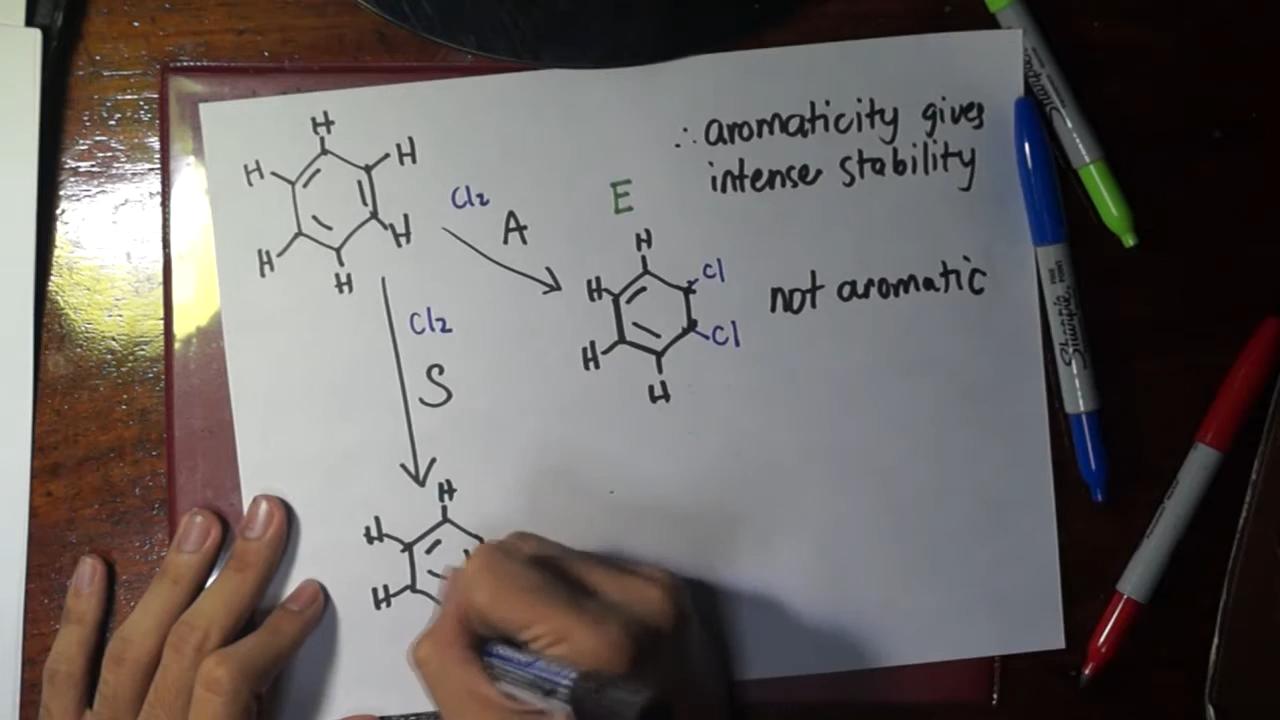 ∴ aromaticity gives
intense stability
H
H
H
H
H
H
Cl2
A
E
H
H
H
H
Cl
Cl
not aromatic
Cl2
S
H
H
H
Sharpie
Sharpie